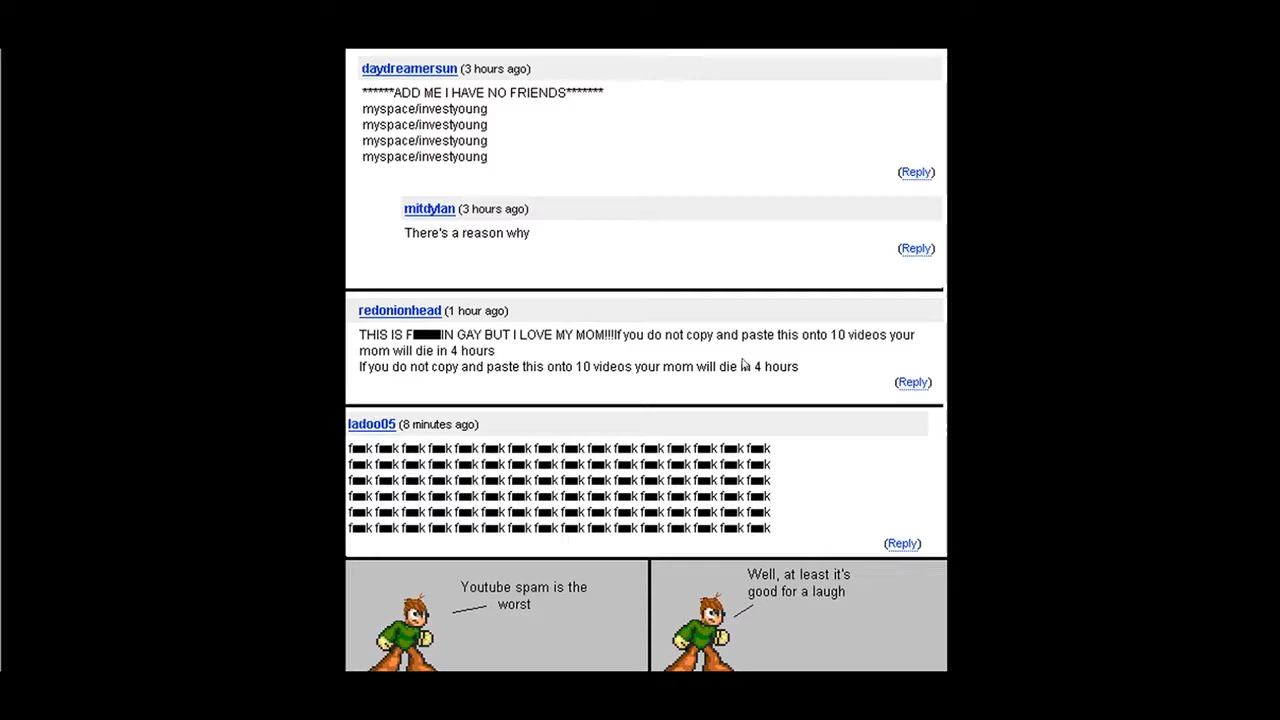 daydreamersun (3 hours ago)
******ADD ME I HAVE NO FRIENDS*******
myspace/investyoung
myspace/investyoung
myspace/investyoung
myspace/investyoung
(Reply)
mitdylan (3 hours ago)
There's a reason why
(Reply)
redonionhead (1 hour ago)
THIS IS F████IN GAY BUT I LOVE MY MOM!!!If you do not copy and paste this onto 10 videos your
mom will die in 4 hours
If you do not copy and paste this onto 10 videos your mom will die in 4 hours
(Reply)
ladoo05 (8 minutes ago)
f██k f██k f██k f██k f██k f██k f██k f██k f██k f██k f██k f██k f██k f██k f██k f██k
f██k f██k f██k f██k f██k f██k f██k f██k f██k f██k f██k f██k f██k f██k f██k f██k
f██k f██k f██k f██k f██k f██k f██k f██k f██k f██k f██k f██k f██k f██k f██k f██k
f██k f██k f██k f██k f██k f██k f██k f██k f██k f██k f██k f██k f██k f██k f██k f██k
f██k f██k f██k f██k f██k f██k f██k f██k f██k f██k f██k f██k f██k f██k f██k f██k
f██k f██k f██k f██k f██k f██k f██k f██k f██k f██k f██k f██k f██k f██k f██k f██k
(Reply)
Youtube spam is the
worst
Well, at least it's
good for a laugh